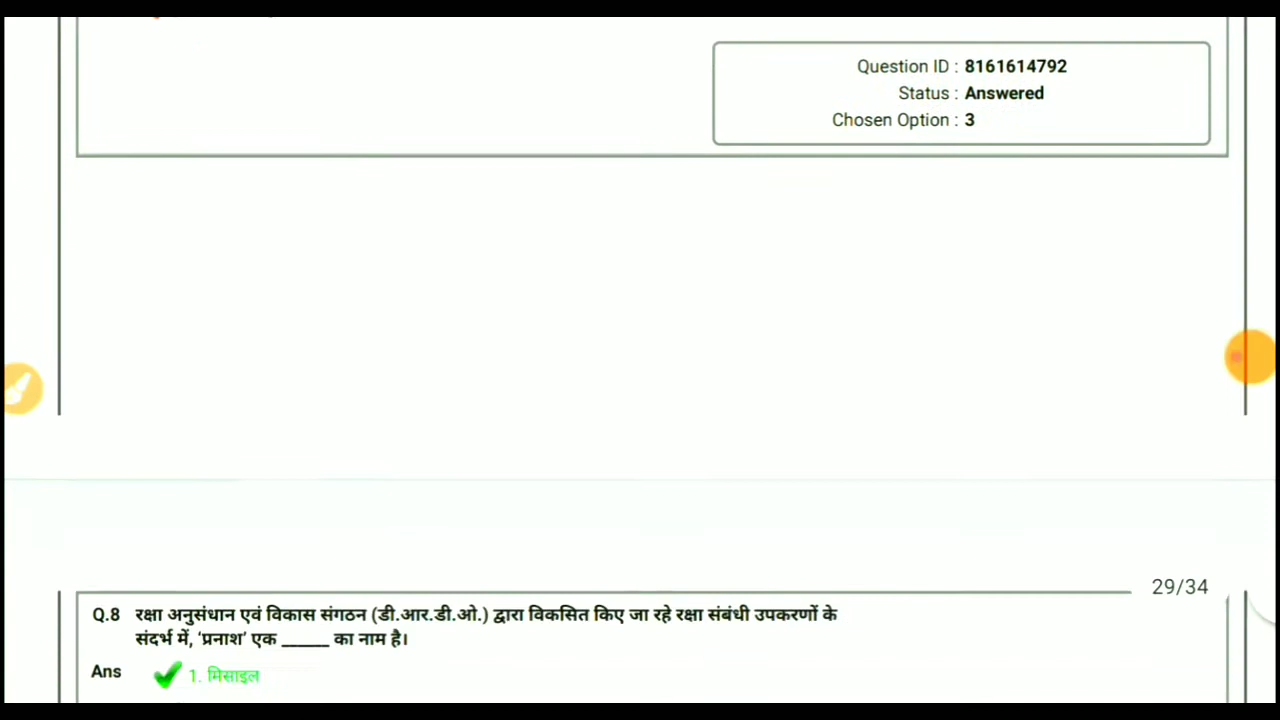 Question ID : 8161614792
Status : Answered
Chosen Option : 3
29/34
Q.8 रक्षा अनुसंधान एवं विकास संगठन (डी.आर.डी.ओ.) द्वारा विकसित किए जा रहे रक्षा संबंधी उपकरणों के
संदर्भ में, ‘प्रनाश’ एक ______ का नाम है।
Ans 1. मिसाइल